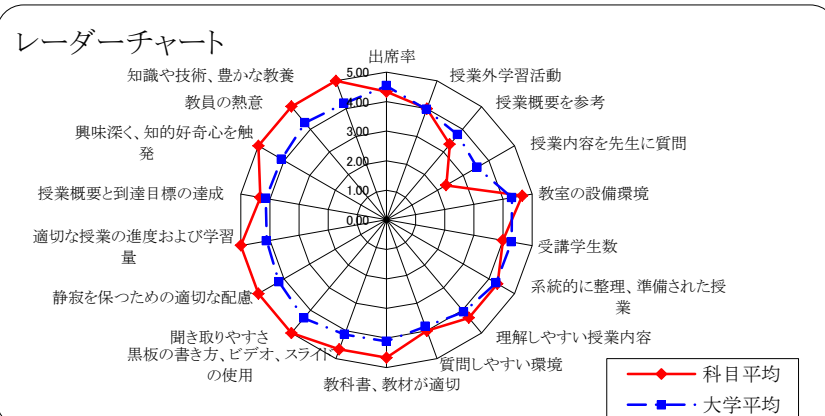 レーダーチャート
出席率
授業外学習活動
授業概要を参考
授業内容を先生に質問
教室の設備環境
受講学生数
系統的に整理、準備された授
業
理解しやすい授業内容
質問しやすい環境
教科書、教材が適切
黒板の書き方、ビデオ、スライド
の使用
聞き取りやすさ
静寂を保つための適切な配慮
適切な授業の進度および学習
量
授業概要と到達目標の達成
興味深く、知的好奇心を触
発
教員の熱意
知識や技術、豊かな教養
5.00
4.00
3.00
2.00
1.00
0.00
科目平均
大学平均